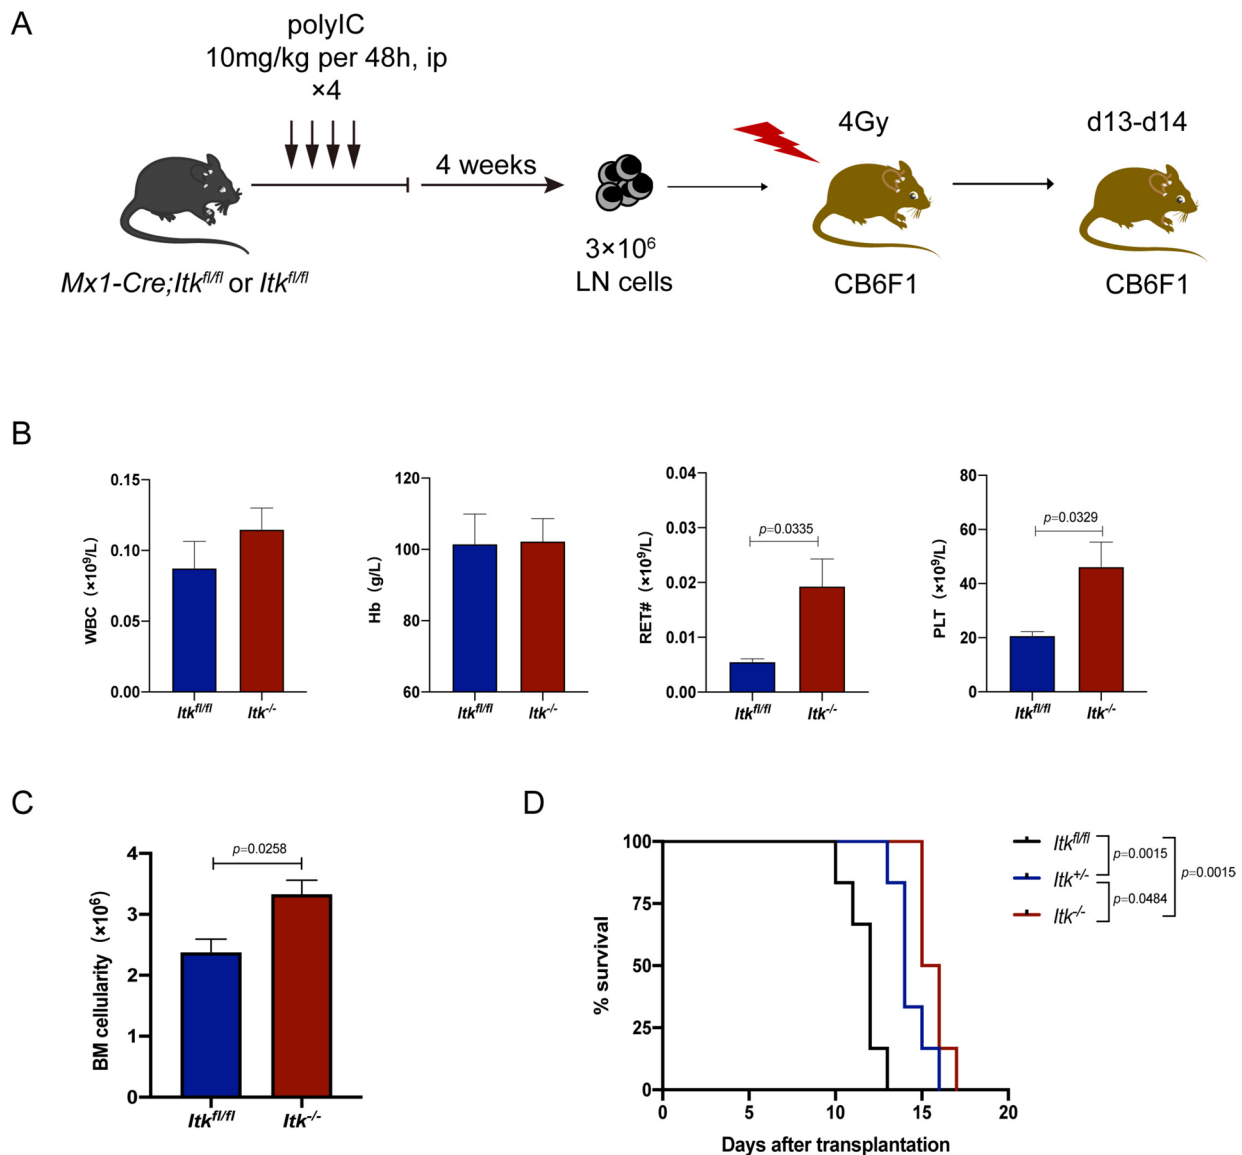 A
polyIC
10mg/kg per 48h, ip
×4
4 weeks
4Gy
d13-d14
3×10⁶
LN cells
Mx1-Cre;Itk^fl/fl or Itk^fl/fl
CB6F1
CB6F1
B
WBC (×10⁹/L)
0.15
0.10
0.05
0.00
Itk^fl/fl
Itk^-/-
Hb (g/L)
120
100
80
60
Itk^fl/fl
Itk^-/-
RET# (×10⁹/L)
0.04
0.03
0.02
0.01
0.00
p=0.0335
Itk^fl/fl
Itk^-/-
PLT (×10⁹/L)
80
60
40
20
0
p=0.0329
Itk^fl/fl
Itk^-/-
C
BM cellularity (×10⁶)
4
3
2
1
0
p=0.0258
Itk^fl/fl
Itk^-/-
D
% survival
100
75
50
25
0
0 5 10 15 20
Days after transplantation
Itk^fl/fl
Itk^+/-
Itk^-/-
p=0.0015
p=0.0484
p=0.0015